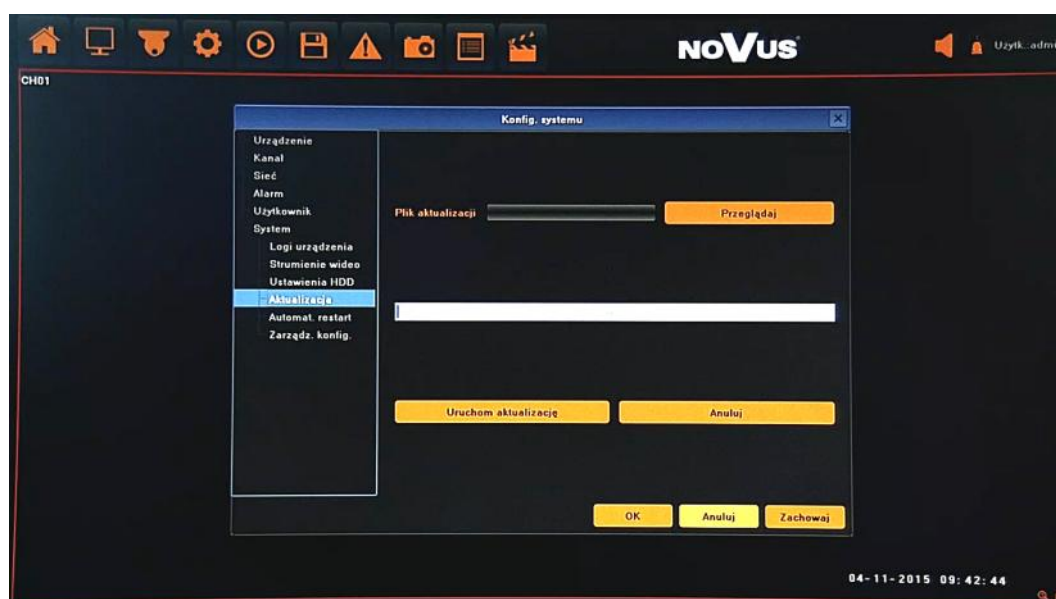 NOVUS
Użytk.:adm
CH01
Konfig. systemu
Urządzenie
Kanał
Sieć
Alarm
Użytkownik
System
Logi urządzenia
Strumienie wideo
Ustawienia HDD
Aktualizacja
Automat. restart
Zarządz. konfig.
Plik aktualizacji
Przeglądaj
Uruchom aktualizację
Anuluj
OK
Anuluj
Zachowaj
04-11-2015 09:42:44